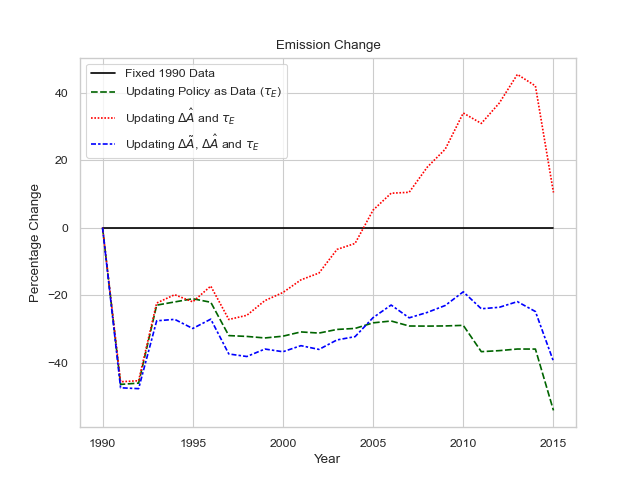 Emission Change
Fixed 1990 Data
Updating Policy as Data (τ_E)
Updating ΔÂ and τ_E
Updating ΔÃ, ΔÂ and τ_E
Percentage Change
40
20
0
−20
−40
1990 1995 2000 2005 2010 2015
Year